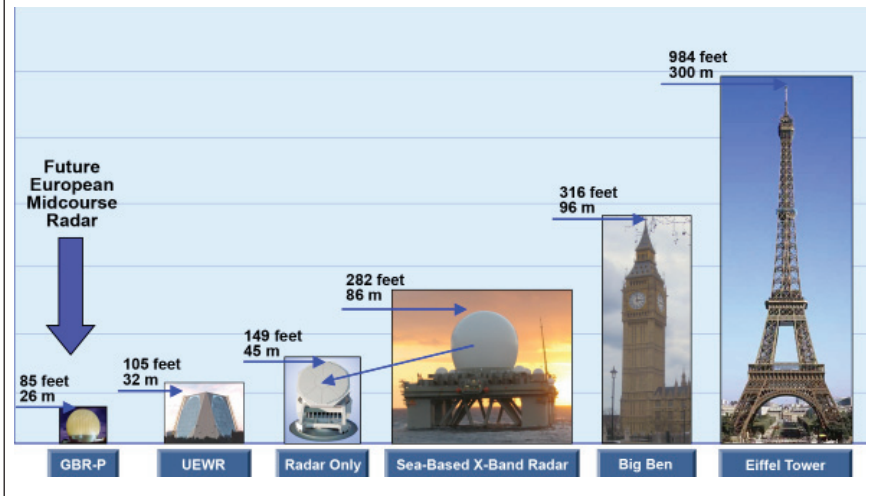 Future
European
Midcourse
Radar
85 feet
26 m
105 feet
32 m
149 feet
45 m
282 feet
86 m
316 feet
96 m
984 feet
300 m
GBR-P
UEWR
Radar Only
Sea-Based X-Band Radar
Big Ben
Eiffel Tower